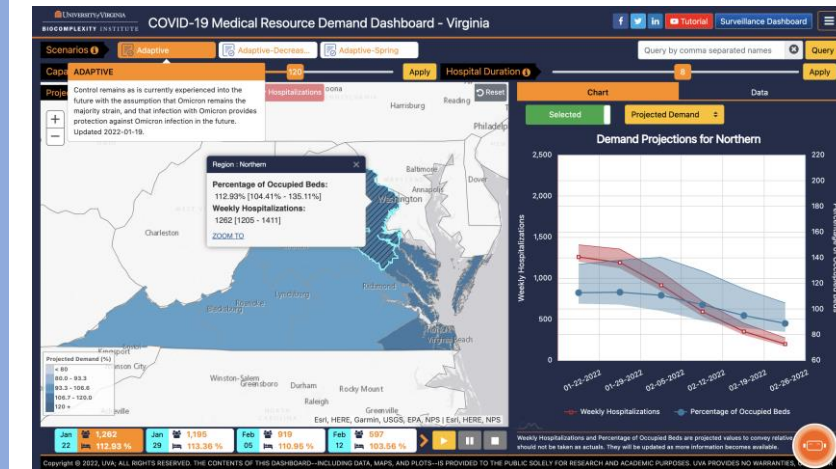 UNIVERSITY of VIRGINIA
BIOCOMPLEXITY INSTITUTE
COVID-19 Medical Resource Demand Dashboard - Virginia
Tutorial
Surveillance Dashboard
Scenarios
Adaptive
Adaptive-Decreas...
Adaptive-Spring
Query by comma separated names
Query
Capa
120
Apply
Hospital Duration
8
Apply
ADAPTIVE
Control remains as is currently experienced into the
future with the assumption that Omicron remains the
majority strain, and that infection with Omicron provides
protection against Omicron infection in the future.
Updated 2022-01-19.
Proje
Hospitalizations
oona
Harrisburg
Reading
Reset
Philadelp
Region : Northern
Percentage of Occupied Beds:
112.93% [104.41% - 135.11%]
Weekly Hospitalizations:
1262 [1205 - 1411]
ZOOM TO
Baltimore
Dover
Annapolis
Washington
Charleston
Richmond
Lynchburg
Roanoke
Blacksburg
Virginia Beach
Kingsport
Johnson City
Asheville
Winston-Salem
Greensboro
Durham
Rocky Mount
Raleigh
Greenville
Projected Demand (%)
< 80
80.0 - 93.3
93.3 - 106.6
106.7 - 120.0
120 +
Esri, HERE, Garmin, USGS, EPA, NPS | Esri, HERE, NPS
Jan 22 1,262 112.93 %
Jan 29 1,195 113.36 %
Feb 05 919 110.95 %
Feb 12 597 103.56 %
Chart
Data
Selected
Projected Demand
Demand Projections for Northern
2,500
2,000
1,500
1,000
500
0
Weekly Hospitalizations
220
200
180
160
140
120
100
80
60
Percentage of Occupied Beds
01-22-2022
01-29-2022
02-05-2022
02-12-2022
02-19-2022
02-26-2022
Weekly Hospitalizations
Percentage of Occupied Beds
Weekly Hospitalizations and Percentage of Occupied Beds are projected values to convey relative
should not be taken as actuals. They will be updated as more information becomes available.
Copyright © 2022, UVA; ALL RIGHTS RESERVED. THE CONTENTS OF THIS DASHBOARD--INCLUDING DATA, MAPS, AND PLOTS--IS PROVIDED TO THE PUBLIC SOLELY FOR RESEARCH AND ACADEMIC PURPOSES. UVA PROVIDES NO WARRANTIES,